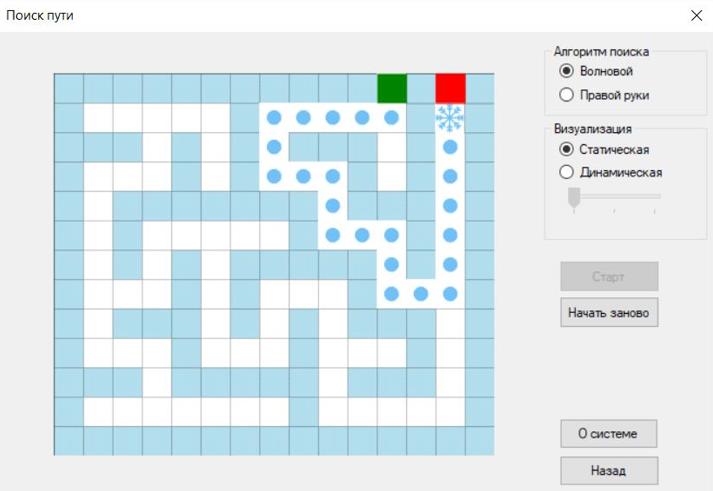 Поиск пути
Алгоритм поиска
Волновой
Правой руки
Визуализация
Статическая
Динамическая
Старт
Начать заново
О системе
Назад